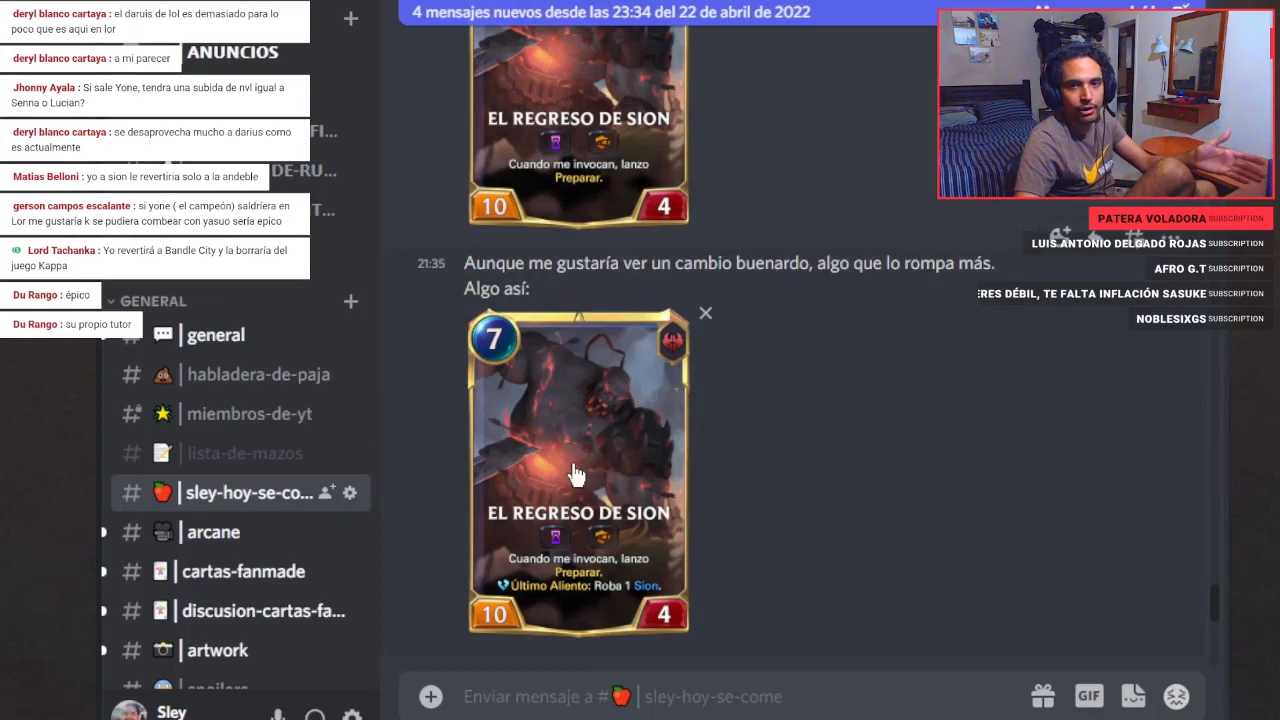 deryl blanco cartaya : el daruis de lol es demasiado para lo
poco que es aqui en lor
deryl blanco cartaya : a mi parecer
Jhonny Ayala : Si sale Yone, tendra una subida de nvl igual a
Senna o Lucian?
deryl blanco cartaya : se desaprovecha mucho a darius como
es actualmente
Matias Belloni : yo a sion le revertiria solo a la andeble
gerson campos escalante : si yone ( el campeón) saldríera en
Lor me gustaría k se pudiera combear con yasuo sería epico
Lord Tachanka : Yo revertirá a Bandle City y la borraría del
juego Kappa
Du Rango : épico
Du Rango : su propio tutor
ANUNCIOS
FI...
DE-RU...
T...
GENERAL
general
habladera-de-paja
miembros-de-yt
lista-de-mazos
sley-hoy-se-co...
arcane
cartas-fanmade
discusion-cartas-fa...
artwork
spoilers
Sley
4 mensajes nuevos desde las 23:34 del 22 de abril de 2022
EL REGRESO DE SION
Cuando me invocan, lanzo
Preparar.
10
4
21:35
Aunque me gustaría ver un cambio buenardo, algo que lo rompa más.
Algo así:
7
EL REGRESO DE SION
Cuando me invocan, lanzo
Preparar.
Último Aliento: Roba 1 Sion.
10
4
Enviar mensaje a # | sley-hoy-se-come
GIF
PATERA VOLADORA SUBSCRIPTION
LUIS ANTONIO DELGADO ROJAS SUBSCRIPTION
AFRO G.T SUBSCRIPTION
ERES DÉBIL, TE FALTA INFLACIÓN SASUKE SUBSCRIPTION
NOBLESIXGS SUBSCRIPTION